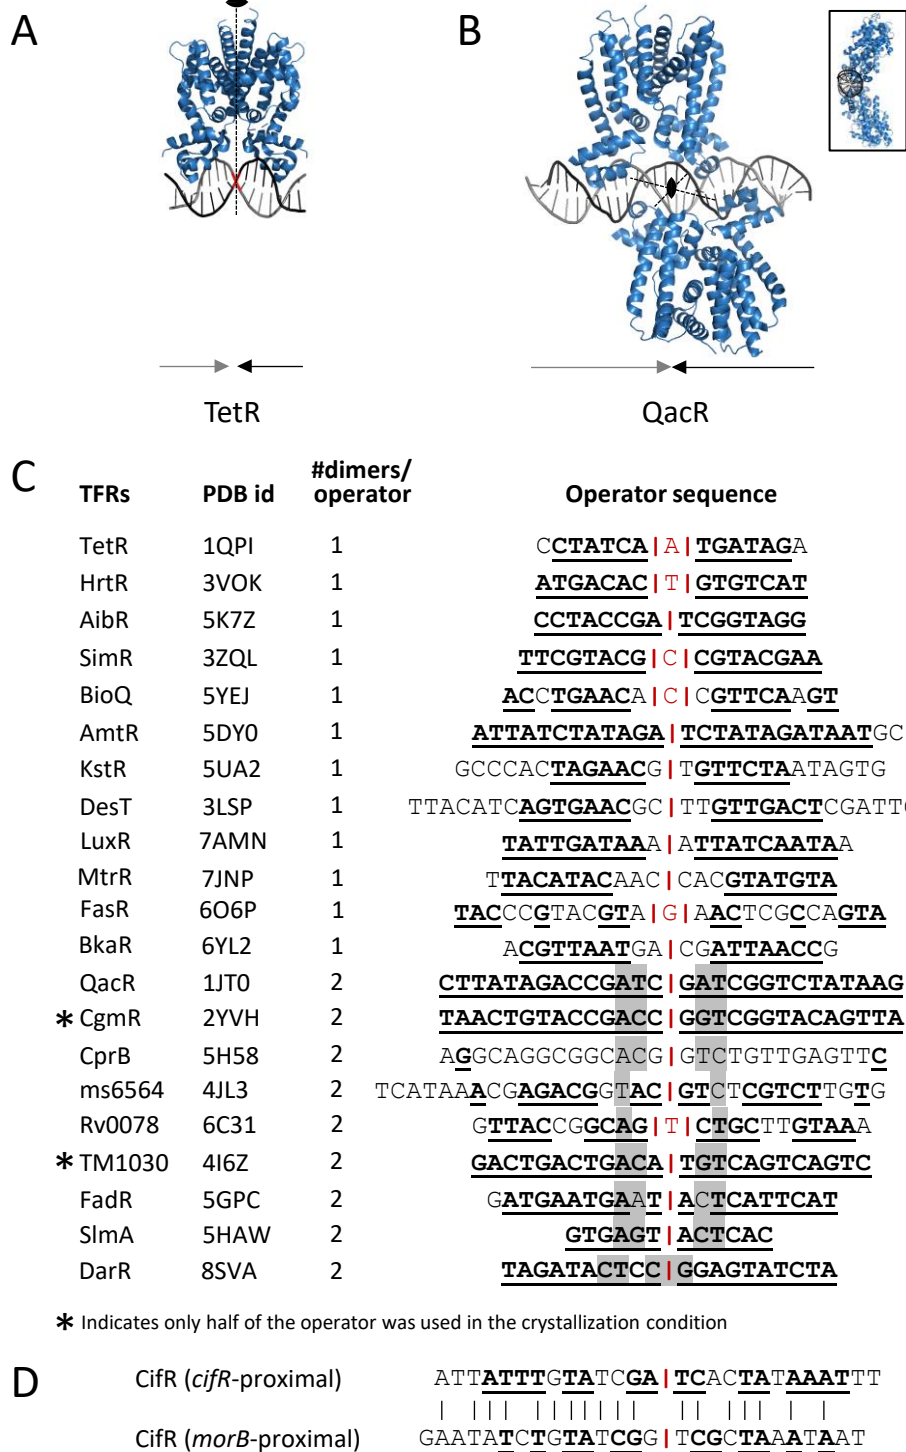 A
B
TetR
QacR
C
#dimers/
TFRs PDB id operator Operator sequence
TetR 1QPI 1 CCTATCA|A|TGATAGA
HrtR 3VOK 1 ATGACAC|T|GTGTCAT
AibR 5K7Z 1 CCTACCGA|TCGGTAGG
SimR 3ZQL 1 TTCGTACG|C|CGTACGAA
BioQ 5YEJ 1 ACCTGAACA|C|CGTTCAAGT
AmtR 5DY0 1 ATTATCTATAGA|TCTATAGATAATGC
KstR 5UA2 1 GCCCACTAGAACG|TGTTCTAATAGTG
DesT 3LSP 1 TTACATCAGTGAACGC|TTGTTGACTCGATT
LuxR 7AMN 1 TATTGATAAA|ATTATCAATAA
MtrR 7JNP 1 TTACATACAAC|CACGTATGTA
FasR 6O6P 1 TACCCGTACGTA|G|AACTCGCCAGTA
BkaR 6YL2 1 ACGTTAATGA|CGATTAACCG
QacR 1JT0 2 CTTATAGACCGATC|GATCGGTCTATAAG
* CgmR 2YVH 2 TAACTGTACCGACC|GGTCGGTACAGTTA
CprB 5H58 2 AGGCAGGCGGCACG|GTCTGTTGAGTTC
ms6564 4JL3 2 TCATAAACGAGACGGTAC|GTCTCGTCTTGTG
Rv0078 6C31 2 GTTACCGGCAG|T|CTGCTTGTAAA
* TM1030 4I6Z 2 GACTGACTGACA|TGTCAGTCAGTC
FadR 5GPC 2 GATGAATGAAT|ACTCATTCAT
SlmA 5HAW 2 GTGAGT|ACTCAC
DarR 8SVA 2 TAGATACTCC|GGAGTATCTA
* Indicates only half of the operator was used in the crystallization condition
D
CifR (cifR-proximal) ATTATTTGTATCGA|TCACTATAAAATTT
CifR (morB-proximal) GAATATCTGTATCGG|TCGCTAAATAAT